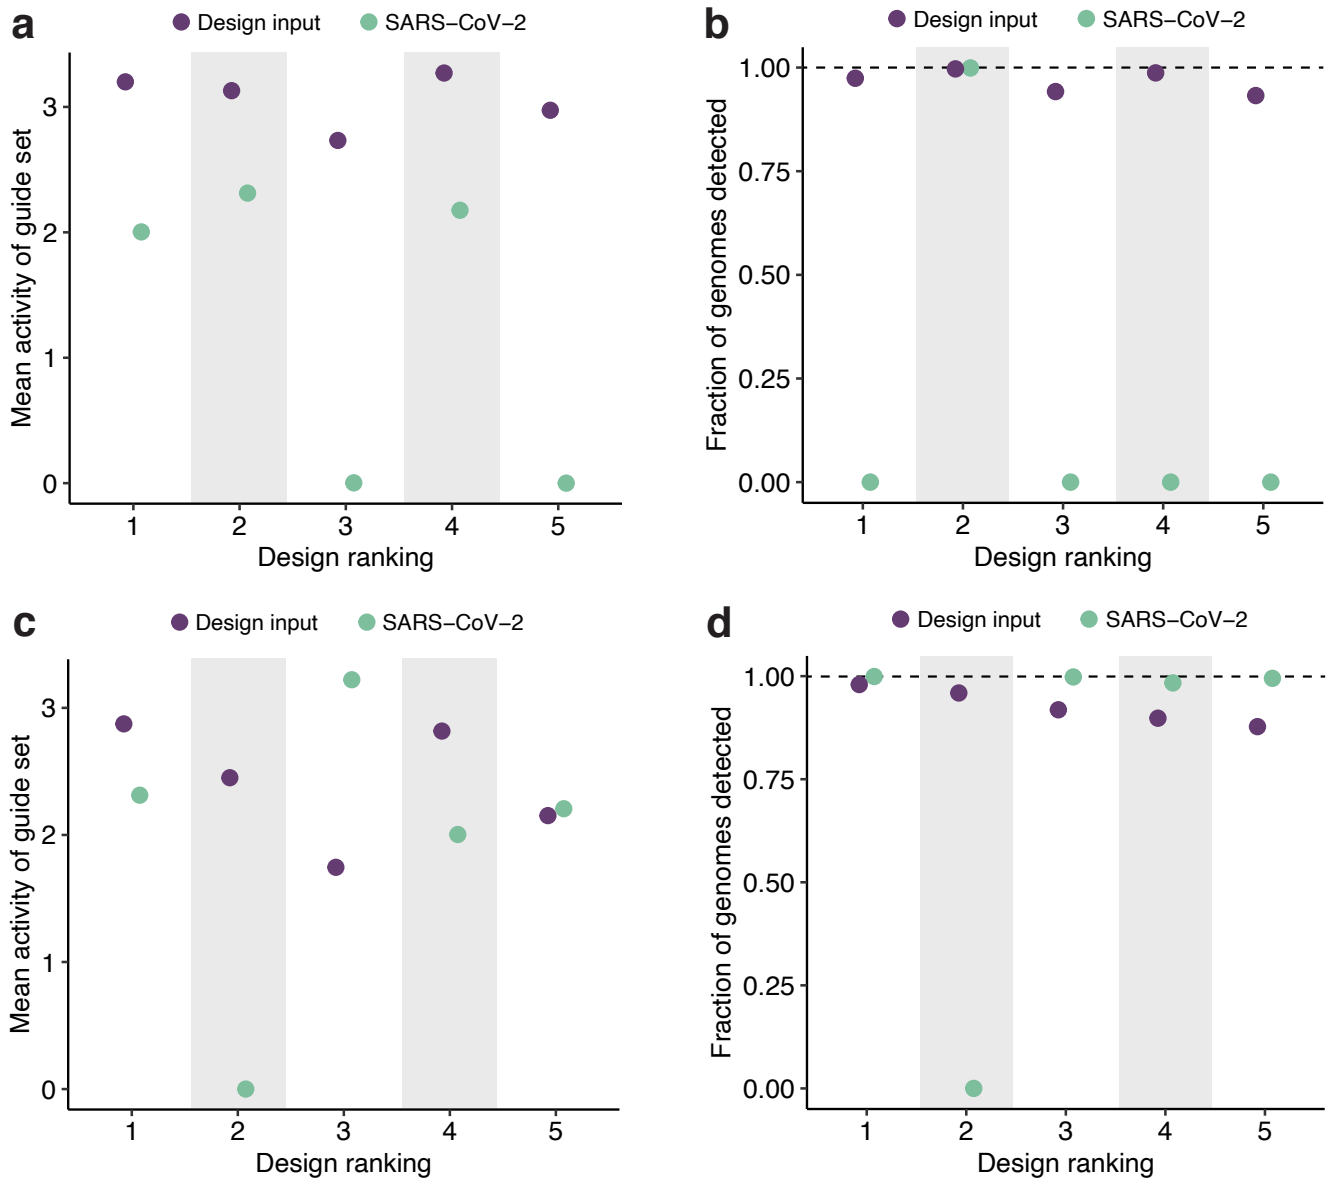 a
Design input
SARS−CoV−2
Mean activity of guide set
3
2
1
0
1 2 3 4 5
Design ranking
b
Design input
SARS−CoV−2
Fraction of genomes detected
1.00
0.75
0.50
0.25
0.00
1 2 3 4 5
Design ranking
c
Design input
SARS−CoV−2
Mean activity of guide set
3
2
1
0
1 2 3 4 5
Design ranking
d
Design input
SARS−CoV−2
Fraction of genomes detected
1.00
0.75
0.50
0.25
0.00
1 2 3 4 5
Design ranking